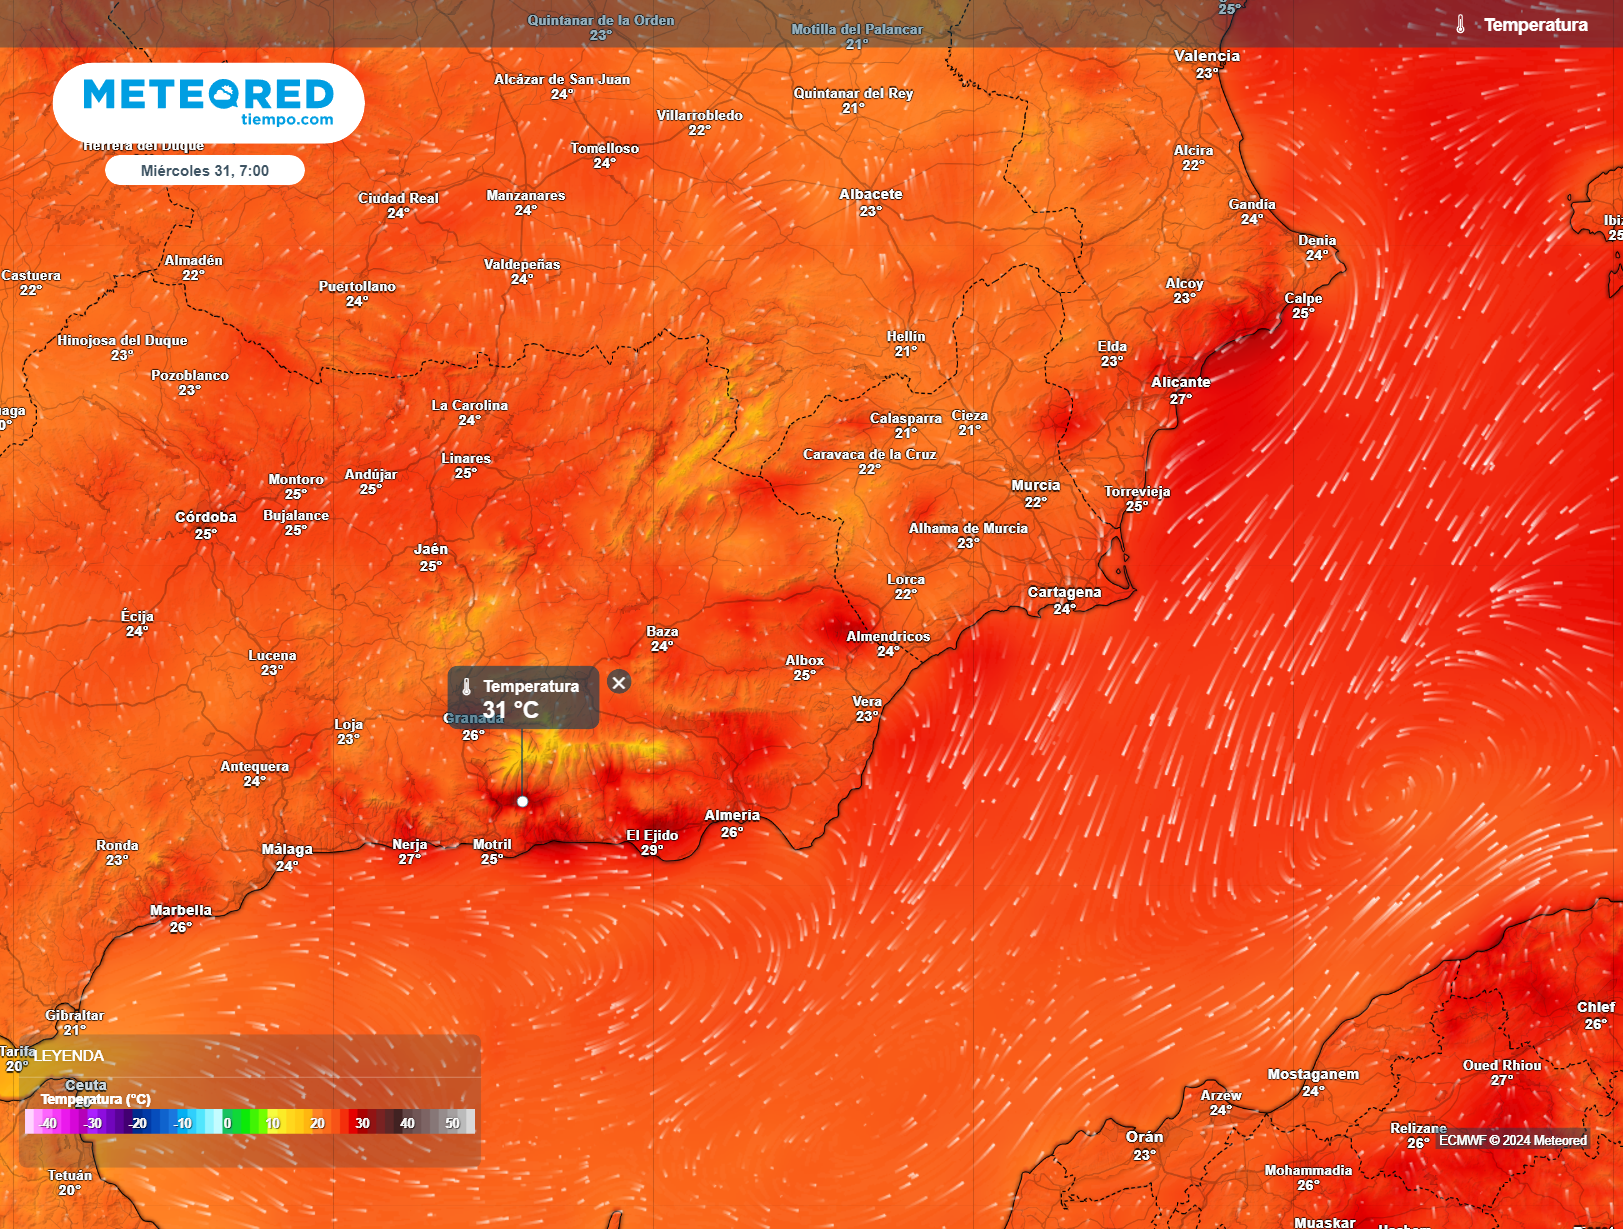 Quintanar de la Orden
23°
Motilla del Palancar
21°
25°
Temperatura
Valencia
23°
METEORED
tiempo.com
Alcázar de San Juan
24°
Quintanar del Rey
21°
Villarrobledo
22°
Herrera del Duque
Miércoles 31, 7:00
Tomelloso
24°
Alcira
22°
Ciudad Real
24°
Manzanares
24°
Albacete
23°
Gandia
24°
Denia
24°
25
Castuera
22°
Almadén
22°
Valdepeñas
24°
Puertollano
24°
Alcoy
23°
Calpe
25°
Hinojosa del Duque
23°
Hellín
21°
Elda
23°
Pozoblanco
23°
Alicante
27°
La Carolina
24°
Calasparra
21°
Cieza
21°
Linares
25°
Caravaca de la Cruz
22°
Montoro
25°
Andújar
25°
Murcia
22°
Torrevieja
25°
Córdoba
25°
Bujalance
25°
Alhama de Murcia
23°
Jaén
25°
Lorca
22°
Cartagena
24°
Écija
24°
Baza
24°
Almendricos
24°
Lucena
23°
Albox
25°
Temperatura
31 °C
Granada
26°
Vera
23°
Loja
23°
Antequera
24°
Almería
26°
Ronda
23°
Málaga
24°
Nerja
27°
Motril
25°
El Ejido
29°
Marbella
26°
Gibraltar
21°
Chlef
26°
Tarifa
20°
LEYENDA
Ceuta
Temperatura (°C)
-40 -30 -20 -10 0 10 20 30 40 50
Oued Rhiou
27°
Mostaganem
24°
Arzew
24°
Orán
23°
Relizane
26°
ECMWF © 2024 Meteored
Tetuán
20°
Mohammadia
26°
Muaskar